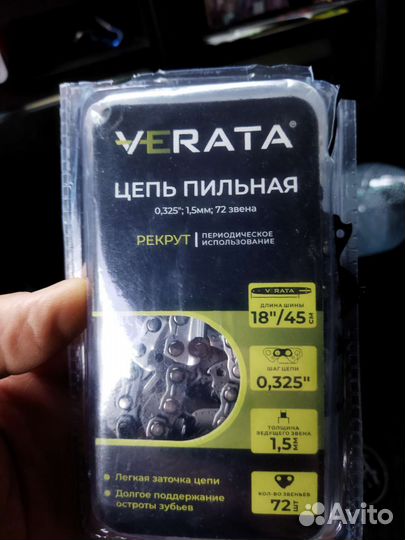 VERATA
ЦЕПЬ ПИЛЬНАЯ
0,325"; 1,5мм; 72 звена
РЕКРУТ | ПЕРИОДИЧЕСКОЕ
ИСПОЛЬЗОВАНИЕ
VERATA
ДЛИНА ШИНЫ
18"/45 СМ
ШАГ ЦЕПИ
0,325"
ТОЛЩИНА
ВЕДУЩЕГО ЗВЕНА
1,5 ММ
КОЛ-ВО ЗВЕНЬЕВ
72 ШТ
• Легкая заточка цепи
• Долгое поддержание
остроты зубьев
Avito